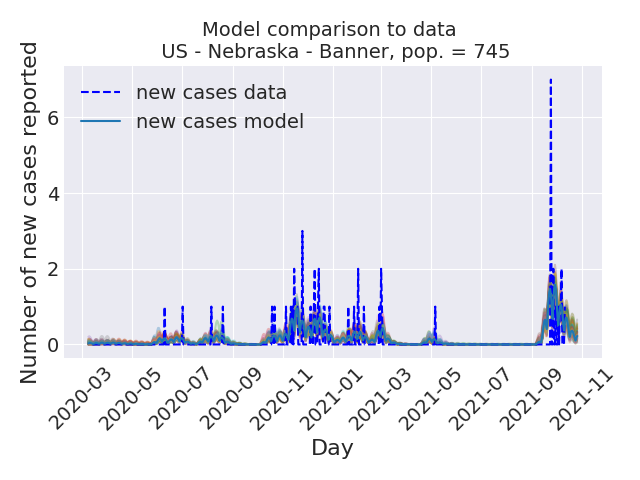 Model comparison to data
US - Nebraska - Banner, pop. = 745
Number of new cases reported
new cases data
new cases model
6
4
2
0
2020-03
2020-05
2020-07
2020-09
2020-11
2021-01
2021-03
2021-05
2021-07
2021-09
2021-11
Day